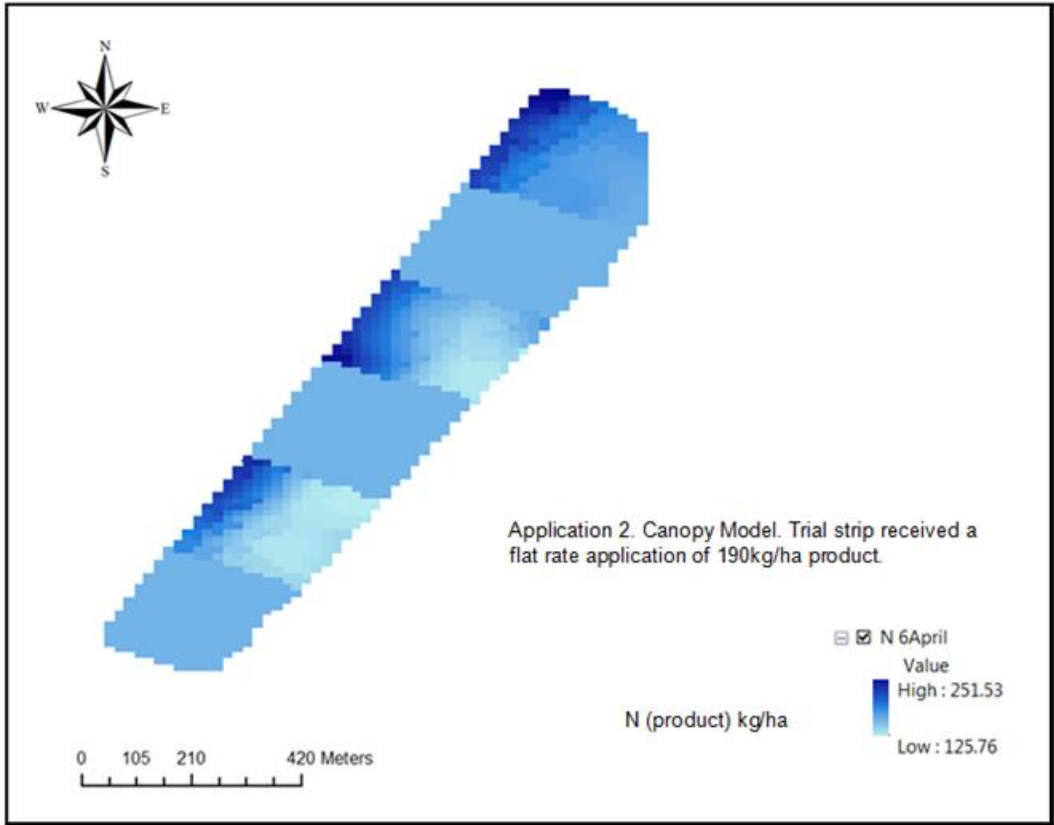 N
W
E
S
Application 2. Canopy Model. Trial strip received a
flat rate application of 190kg/ha product.
N 6April
Value
High : 251.53
Low : 125.76
N (product) kg/ha
0 105 210 420 Meters